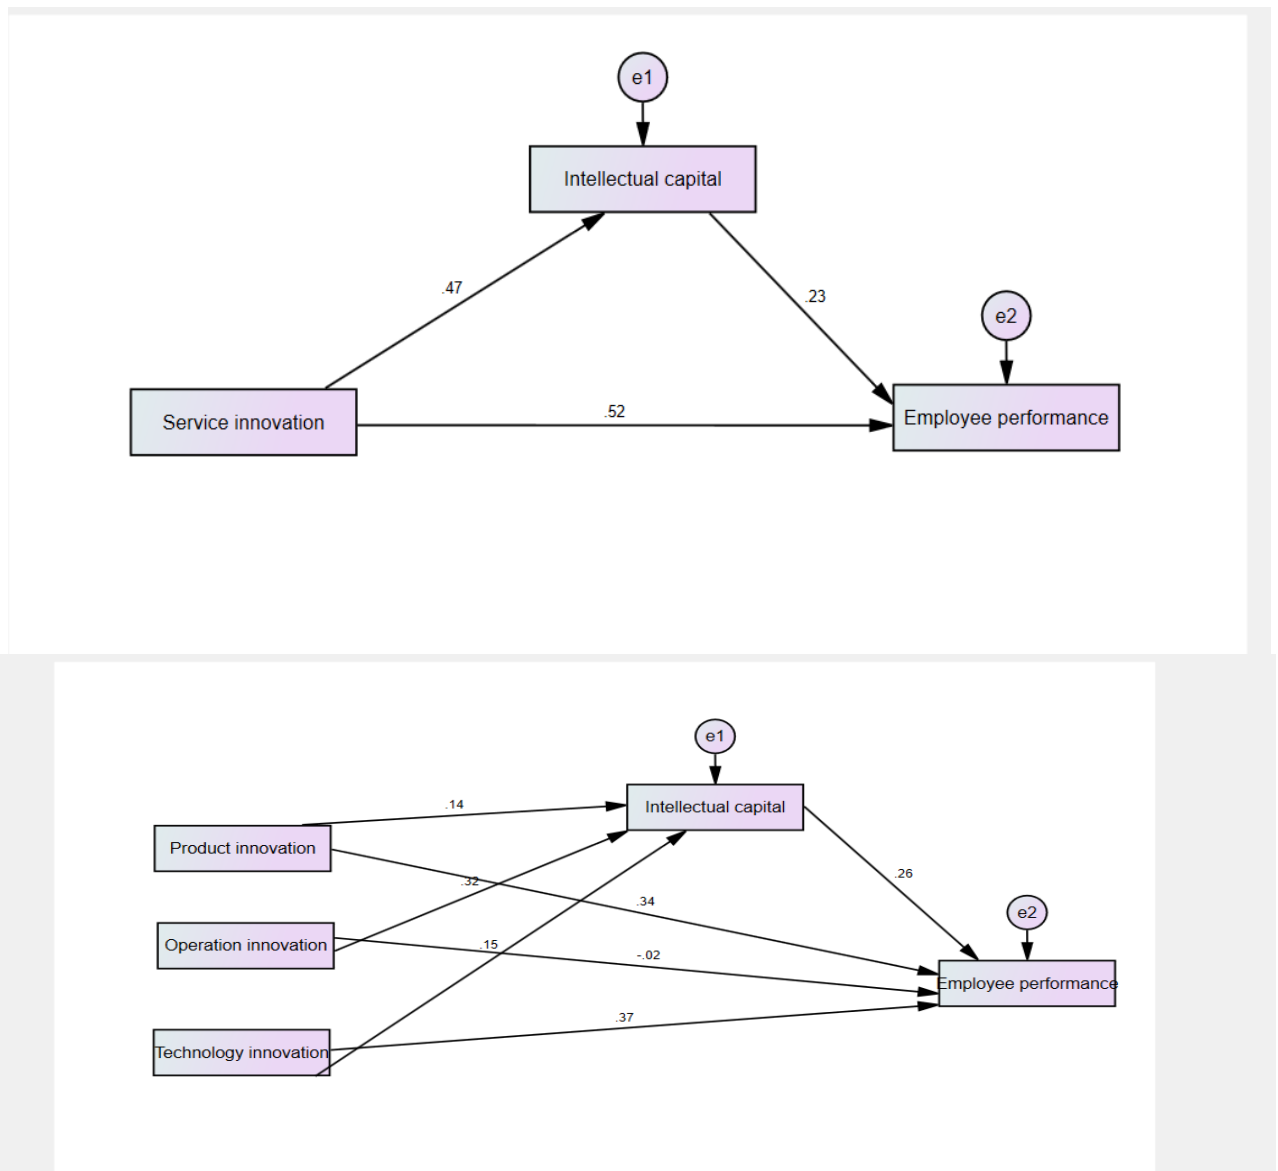 e1
Intellectual capital
.47
.23
e2
Service innovation
.52
Employee performance
e1
.14
Intellectual capital
Product innovation
.32
.26
.34
e2
Operation innovation
.15
-.02
Employee performance
.37
Technology innovation